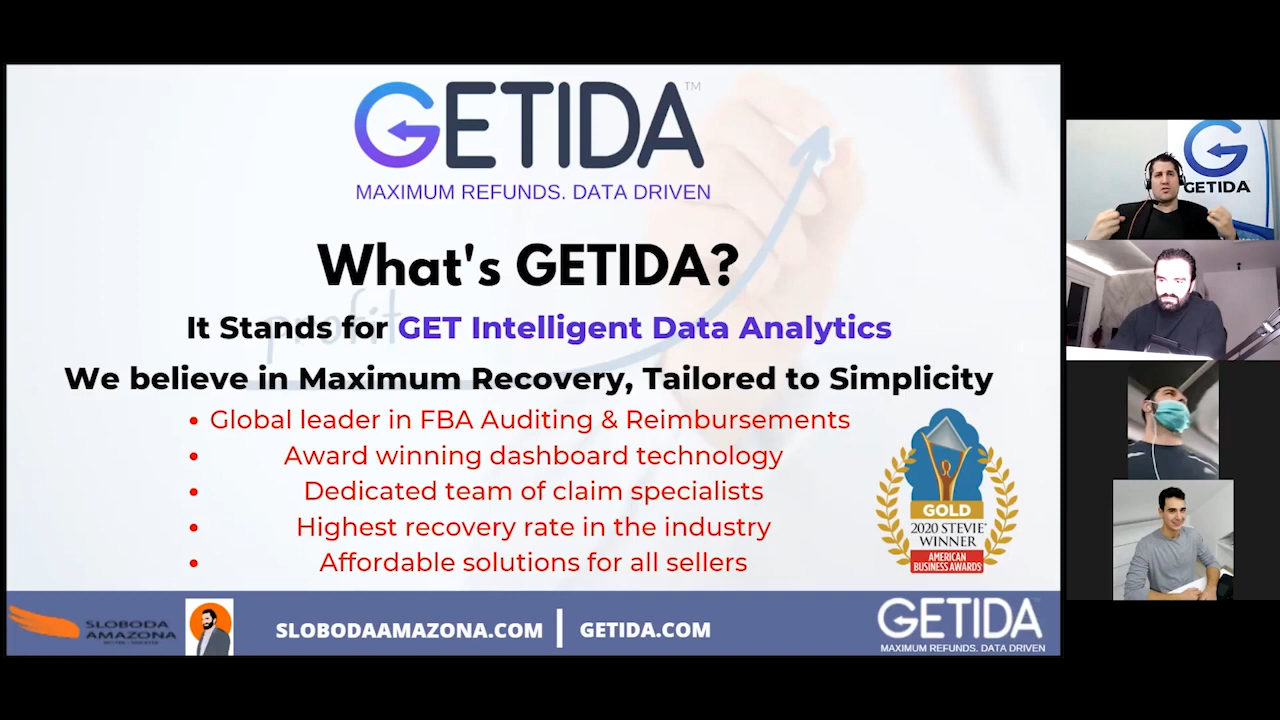 GETIDA™
MAXIMUM REFUNDS. DATA DRIVEN
What's GETIDA?
profit
It Stands for GET Intelligent Data Analytics
We believe in Maximum Recovery, Tailored to Simplicity
• Global leader in FBA Auditing & Reimbursements
• Award winning dashboard technology
• Dedicated team of claim specialists
• Highest recovery rate in the industry
• Affordable solutions for all sellers
GOLD
2020 STEVIE®
WINNER
AMERICAN
BUSINESS AWARDS
SLOBODA
AMAZONA
SLOBODAAMAZONA.COM | GETIDA.COM
GETIDA™
MAXIMUM REFUNDS. DATA DRIVEN
GETIDA